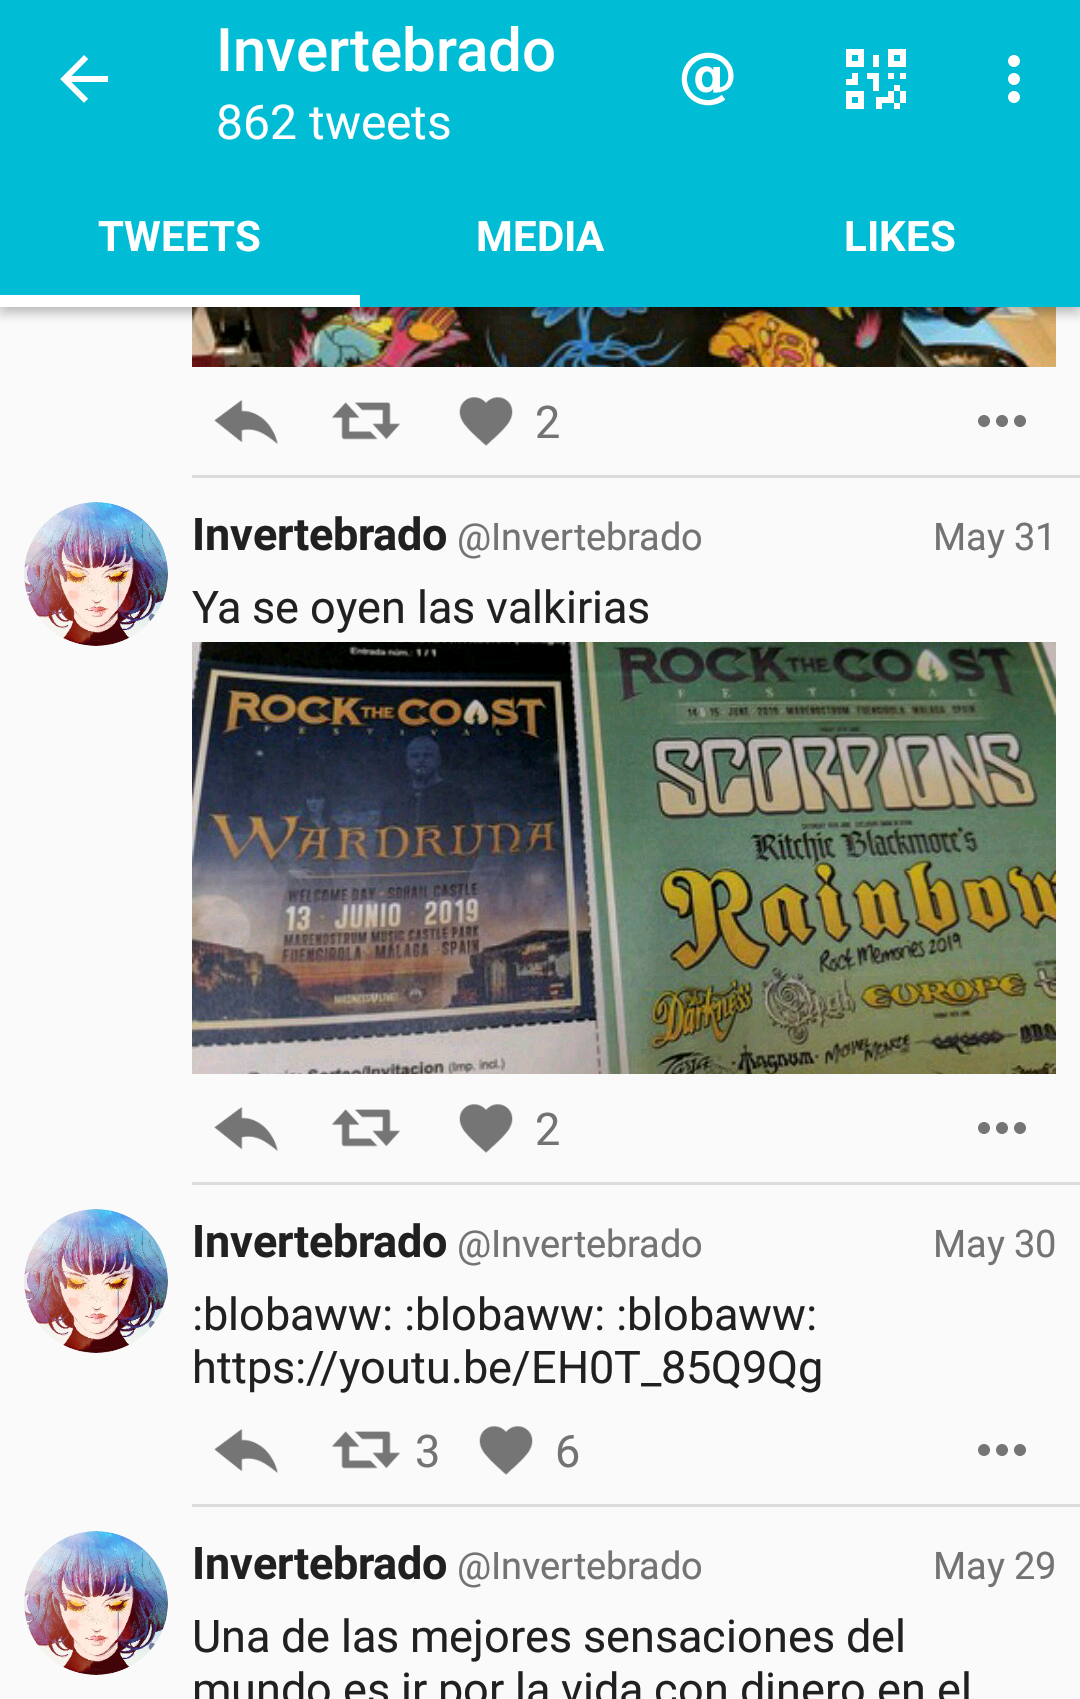 Invertebrado
862 tweets
TWEETS
MEDIA
LIKES
2
Invertebrado @Invertebrado May 31
Ya se oyen las valkirias
Entrada núm.: 1 / 1
ROCK THE COAST
FESTIVAL
WARDRUNA
WELCOME DAY - SOHAIL CASTLE
13 JUNIO 2019
MARENOSTRUM MUSIC CASTLE PARK
FUENGIROLA MÁLAGA SPAIN
Sorteo/Invitacion (Imp. incl.)
ROCK THE COAST
FESTIVAL
14 15 JUNE 2019 MARENOSTRUM FUENGIROLA MALAGA SPAIN
SCORPIONS
Ritchie Blackmore's
Rainbow
Rock Memories 2019
The Darkness Opeth EUROPE
Magnum
2
Invertebrado @Invertebrado May 30
:blobaww: :blobaww: :blobaww:
https://youtu.be/EH0T_85Q9Qg
3 6
Invertebrado @Invertebrado May 29
Una de las mejores sensaciones del
mundo es ir por la vida con dinero en el